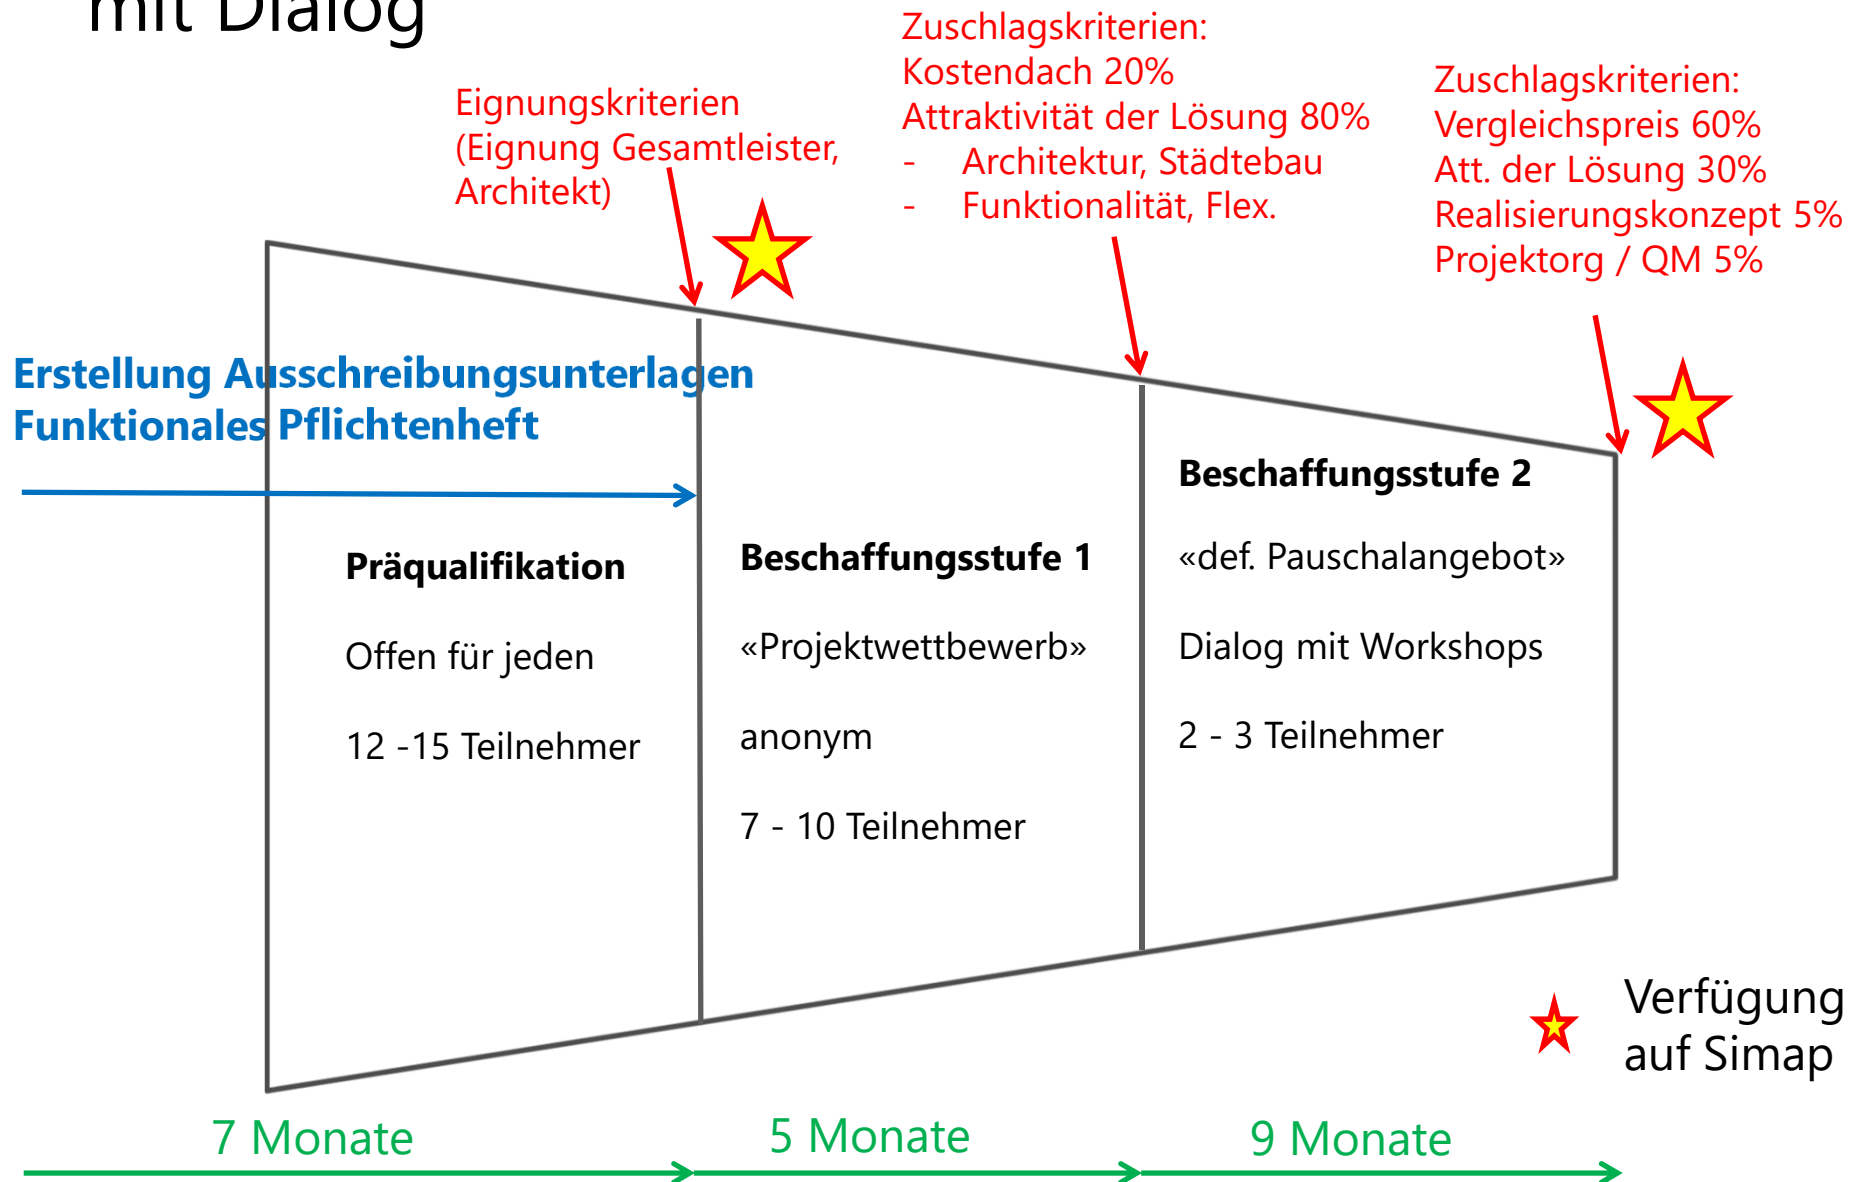 mit Dialog
Zuschlagskriterien:
Kostendach 20%
Attraktivität der Lösung 80%
- Architektur, Städtebau
- Funktionalität, Flex.
Zuschlagskriterien:
Vergleichspreis 60%
Att. der Lösung 30%
Realisierungskonzept 5%
Projektorg / QM 5%
Eignungskriterien
(Eignung Gesamtleister,
Architekt)
Erstellung Ausschreibungsunterlagen
Funktionales Pflichtenheft
Präqualifikation
Offen für jeden
12 -15 Teilnehmer
Beschaffungsstufe 1
«Projektwettbewerb»
anonym
7 - 10 Teilnehmer
Beschaffungsstufe 2
«def. Pauschalangebot»
Dialog mit Workshops
2 - 3 Teilnehmer
Verfügung
auf Simap
7 Monate
5 Monate
9 Monate